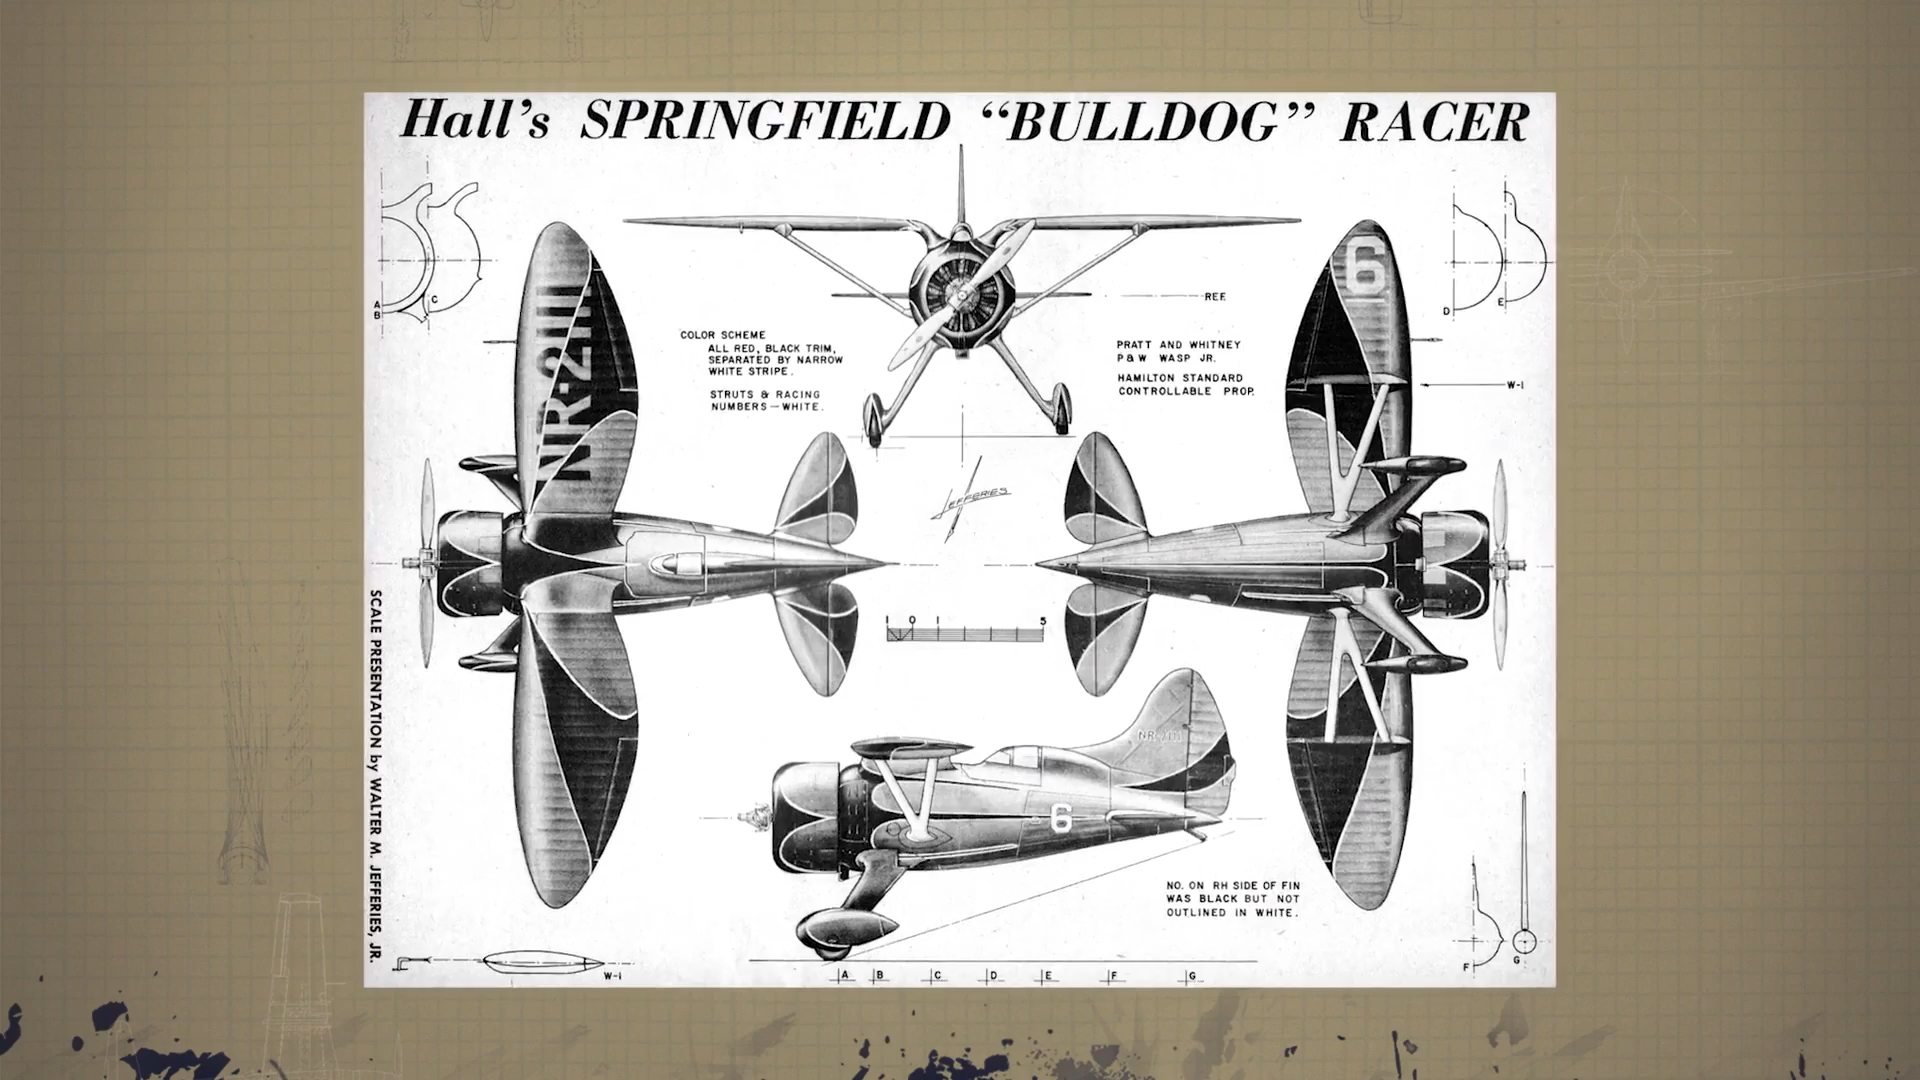 Hall's SPRINGFIELD “BULLDOG” RACER
A
B
C
D
E
NR-2111
6
REF.
COLOR SCHEME
ALL RED, BLACK TRIM,
SEPARATED BY NARROW
WHITE STRIPE.
STRUTS & RACING
NUMBERS — WHITE.
PRATT AND WHITNEY
P & W WASP JR.
HAMILTON STANDARD
CONTROLLABLE PROP.
W-1
JEFFERIES
1 0 1 5
SCALE PRESENTATION by WALTER M. JEFFERIES, JR.
NR-2111
6
NO. ON RH SIDE OF FIN
WAS BLACK BUT NOT
OUTLINED IN WHITE.
F
G
W-1
A B C D E F G